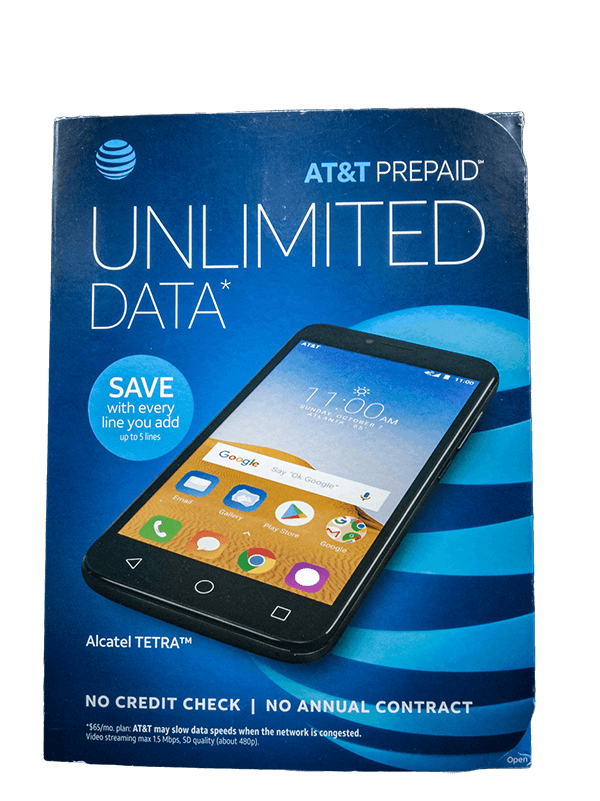 AT&T PREPAID℠
UNLIMITED
DATA*
SAVE
with every
line you add
up to 5 lines
AT&T
11:00
11:00 AM
SUNDAY, OCTOBER 7
ATLANTA 65°
Google
Say "Ok Google"
Email
Gallery
Play Store
Google
Alcatel TETRA™
NO CREDIT CHECK | NO ANNUAL CONTRACT
*$65/mo. plan: AT&T may slow data speeds when the network is congested.
Video streaming max 1.5 Mbps, SD quality (about 480p).
Open